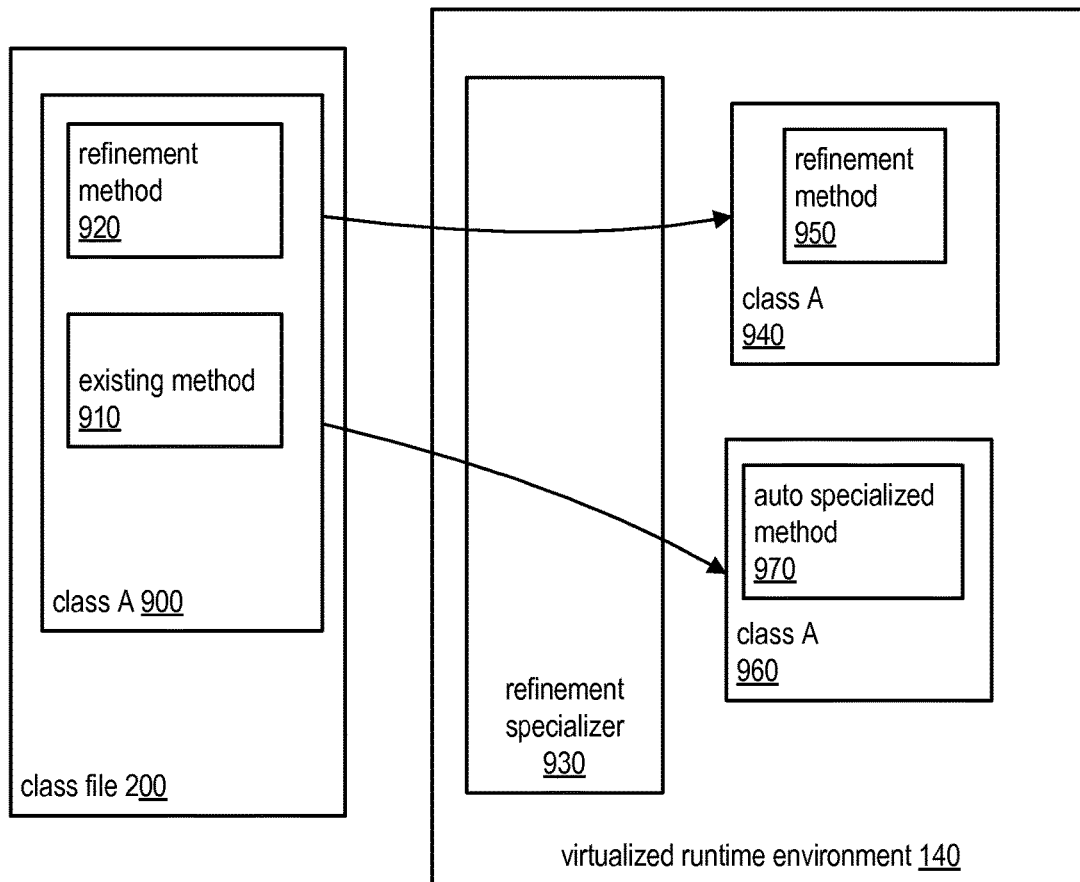 refinement
method
920
existing method
910
class A 900
class file 200
refinement
specializer
930
refinement
method
950
class A
940
auto specialized
method
970
class A
960
virtualized runtime environment 140